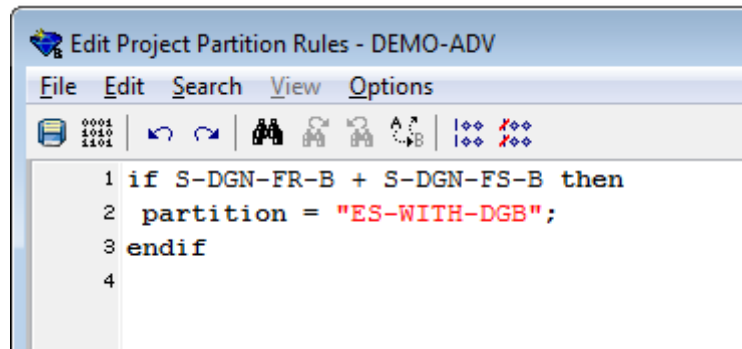 Edit Project Partition Rules - DEMO-ADV
File Edit Search View Options
1 if S-DGN-FR-B + S-DGN-FS-B then
2 partition = "ES-WITH-DGB";
3 endif
4